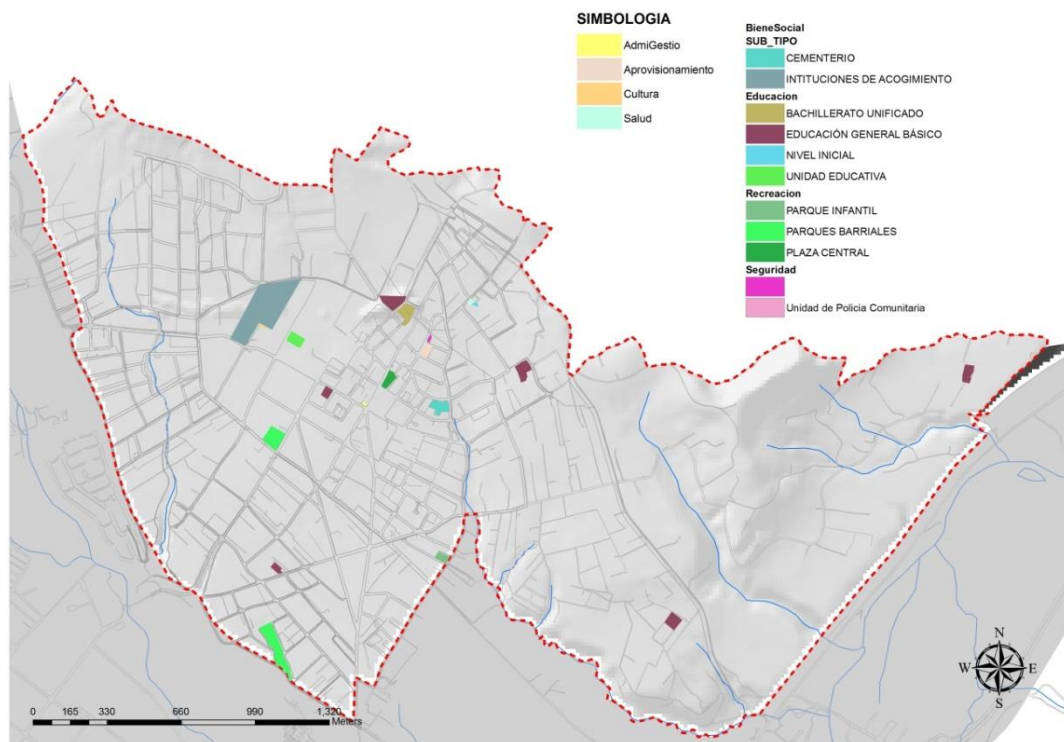 SIMBOLOGIA
AdmiGestio
Aprovisionamiento
Cultura
Salud
BieneSocial
SUB_TIPO
CEMENTERIO
INTITUCIONES DE ACOGIMIENTO
Educacion
BACHILLERATO UNIFICADO
EDUCACIÓN GENERAL BÁSICO
NIVEL INICIAL
UNIDAD EDUCATIVA
Recreacion
PARQUE INFANTIL
PARQUES BARRIALES
PLAZA CENTRAL
Seguridad
Unidad de Policia Comunitaria
N
W E
S
0 165 330 660 990 1,320
Meters